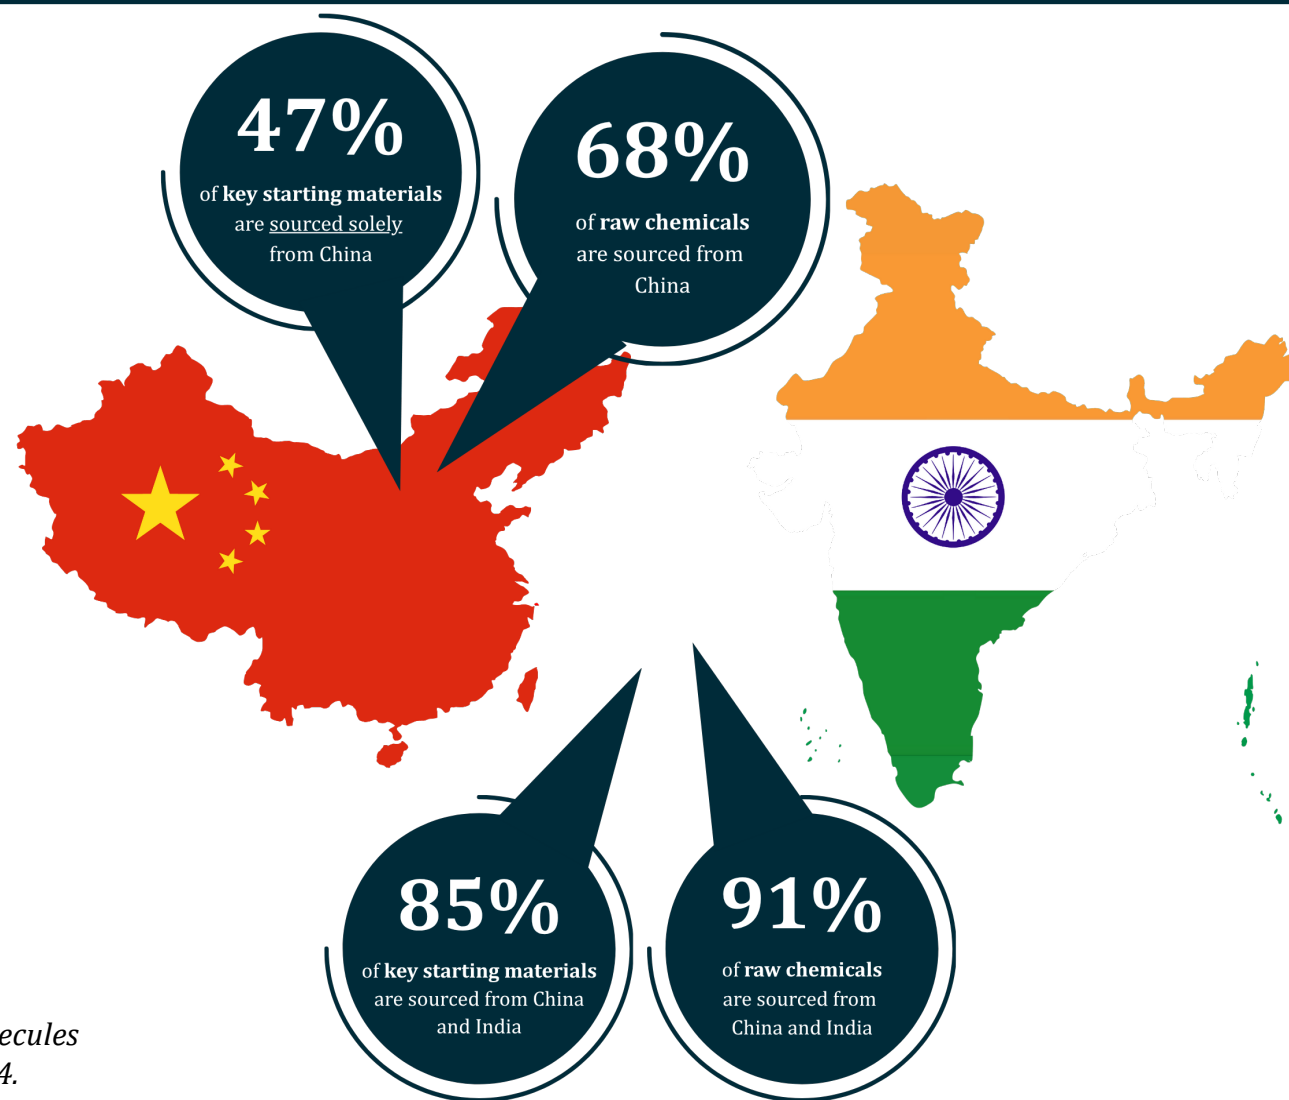 47%
of key starting materials
are sourced solely
from China
68%
of raw chemicals
are sourced from
China
85%
of key starting materials
are sourced from China
and India
91%
of raw chemicals
are sourced from
China and India
ecules
4.